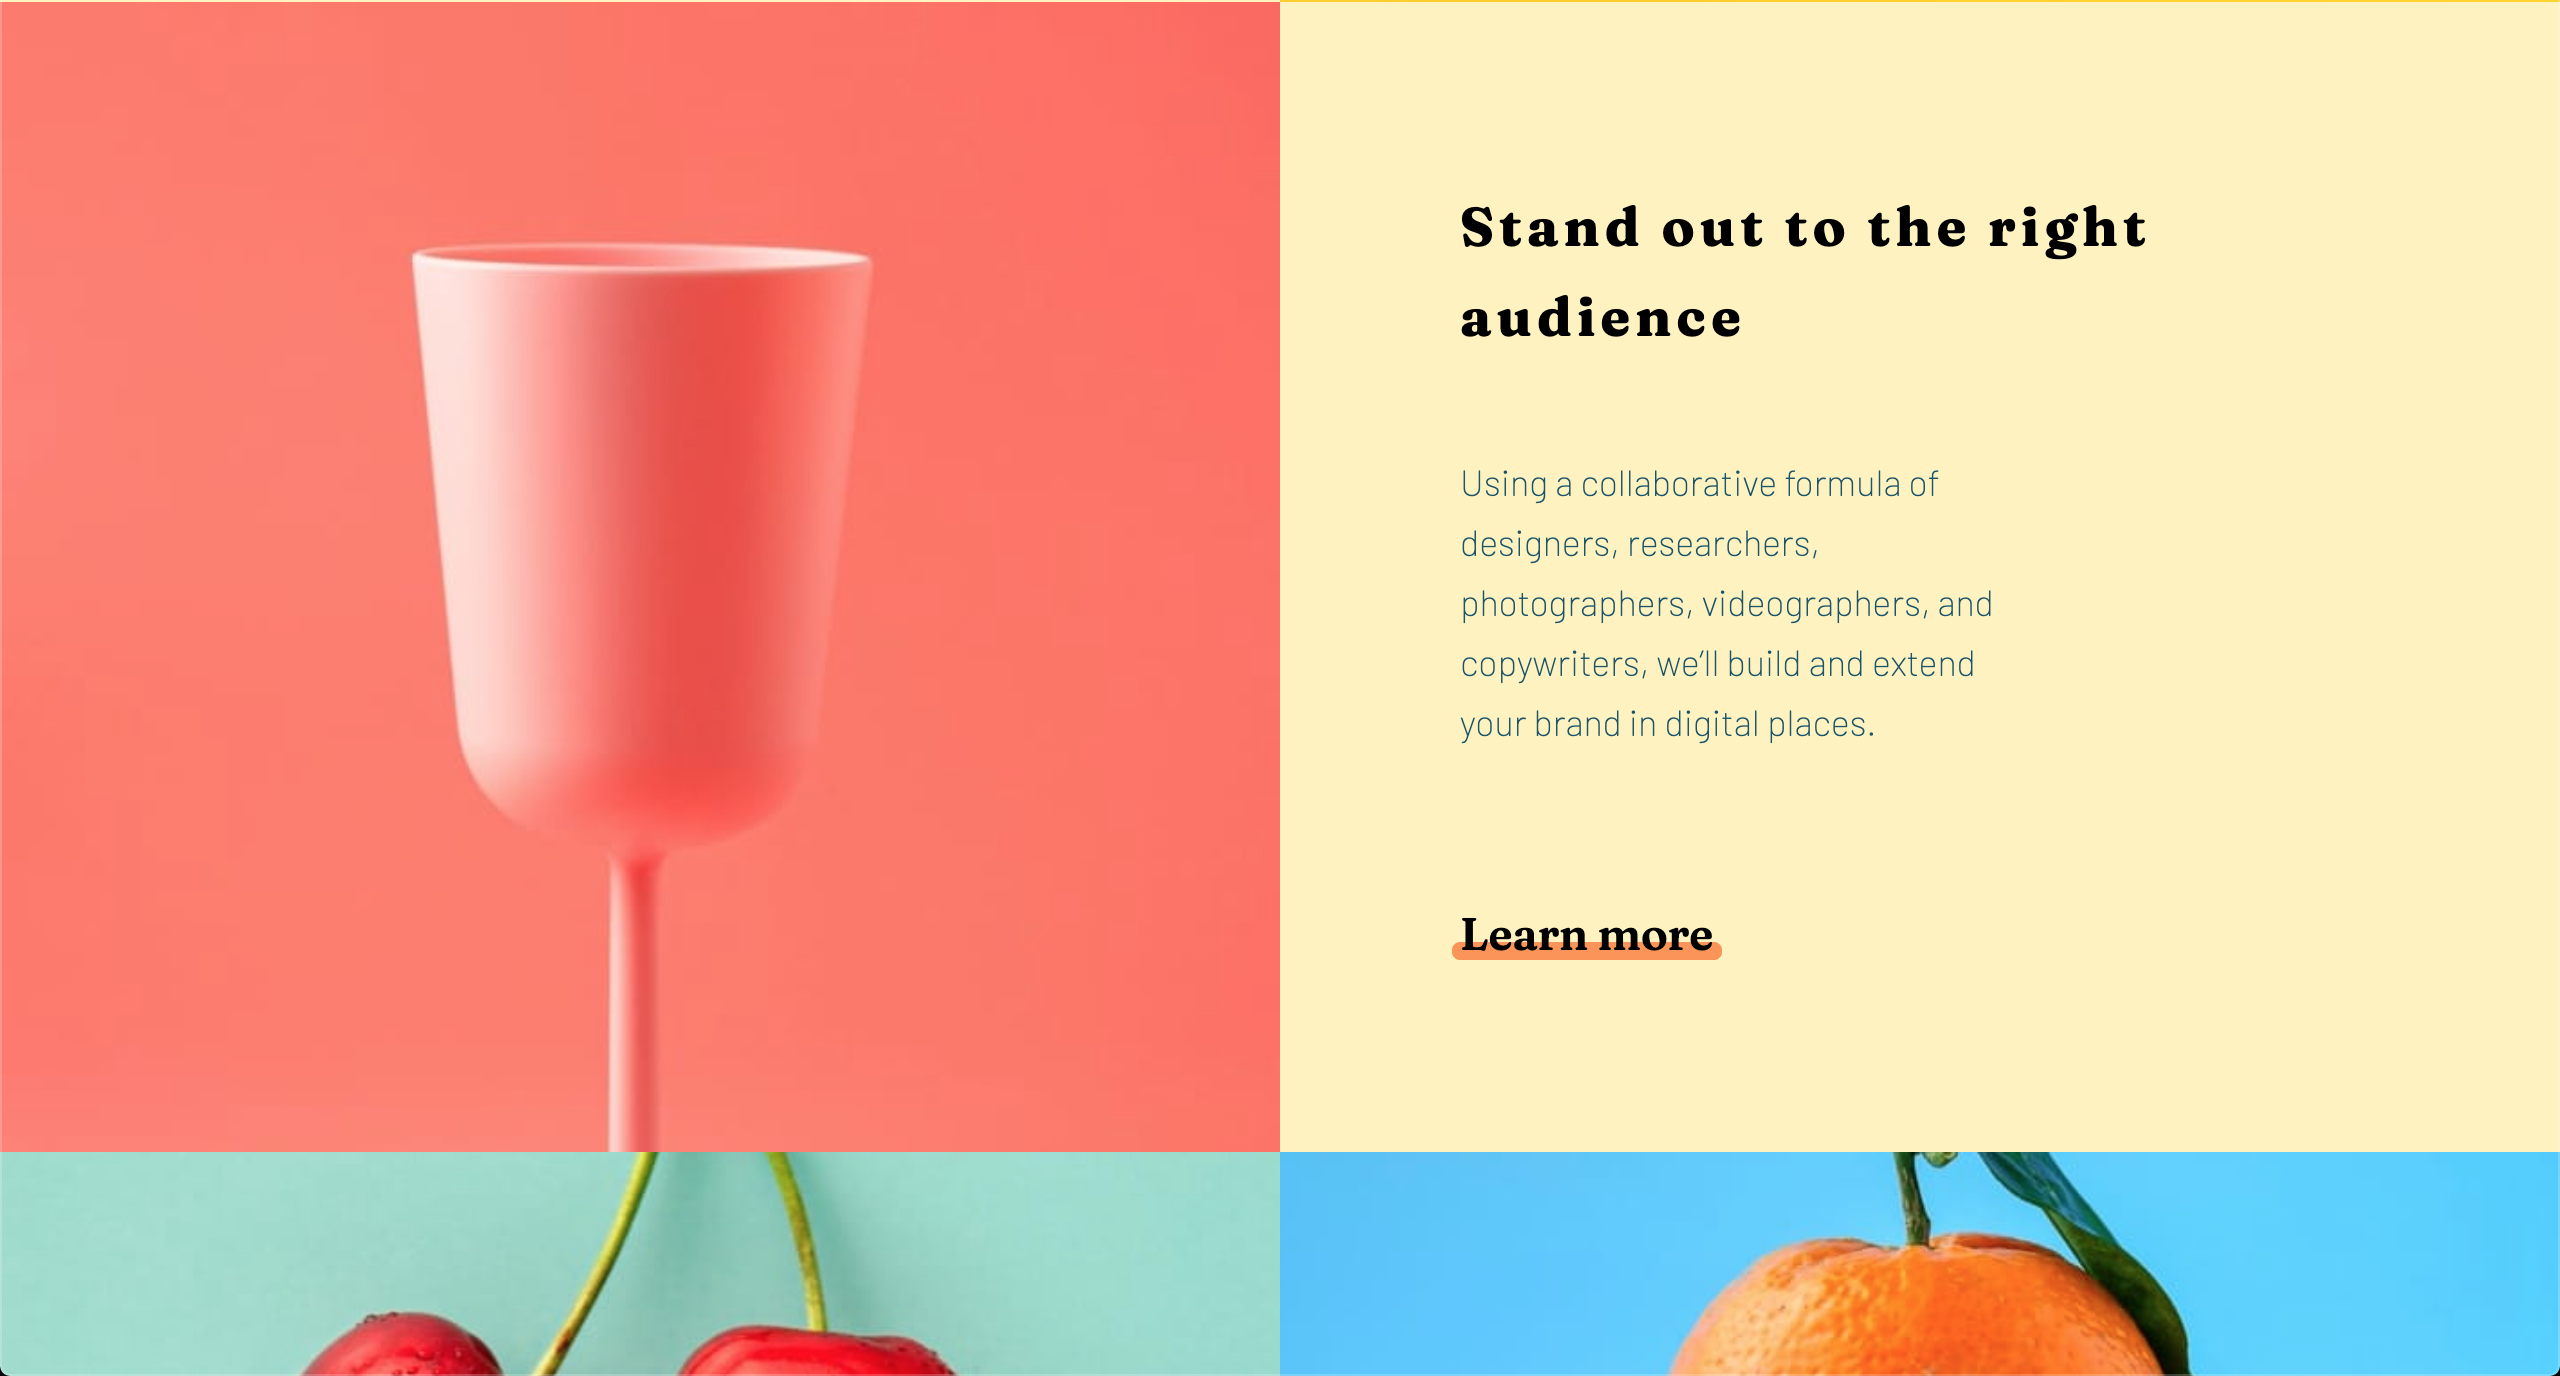 Stand out to the right
audience
Using a collaborative formula of
designers, researchers,
photographers, videographers, and
copywriters, we’ll build and extend
your brand in digital places.
Learn more